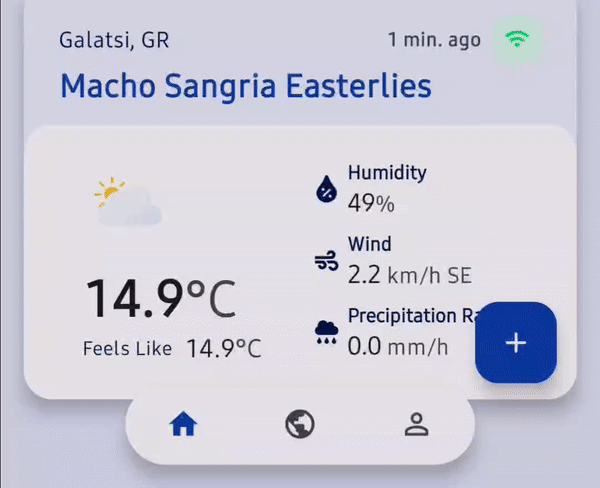 Galatsi, GR
1 min. ago
Macho Sangria Easterlies
Humidity
49%
Wind
2.2 km/h SE
Precipitation Ra
0.0 mm/h
14.9°C
Feels Like 14.9°C